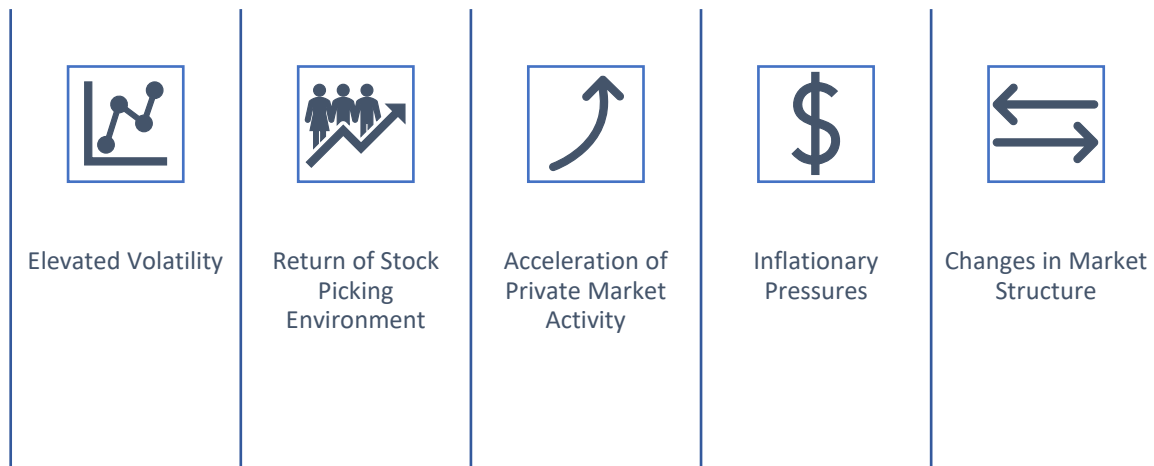 Elevated Volatility
Return of Stock
Picking
Environment
Acceleration of
Private Market
Activity
Inflationary
Pressures
Changes in Market
Structure